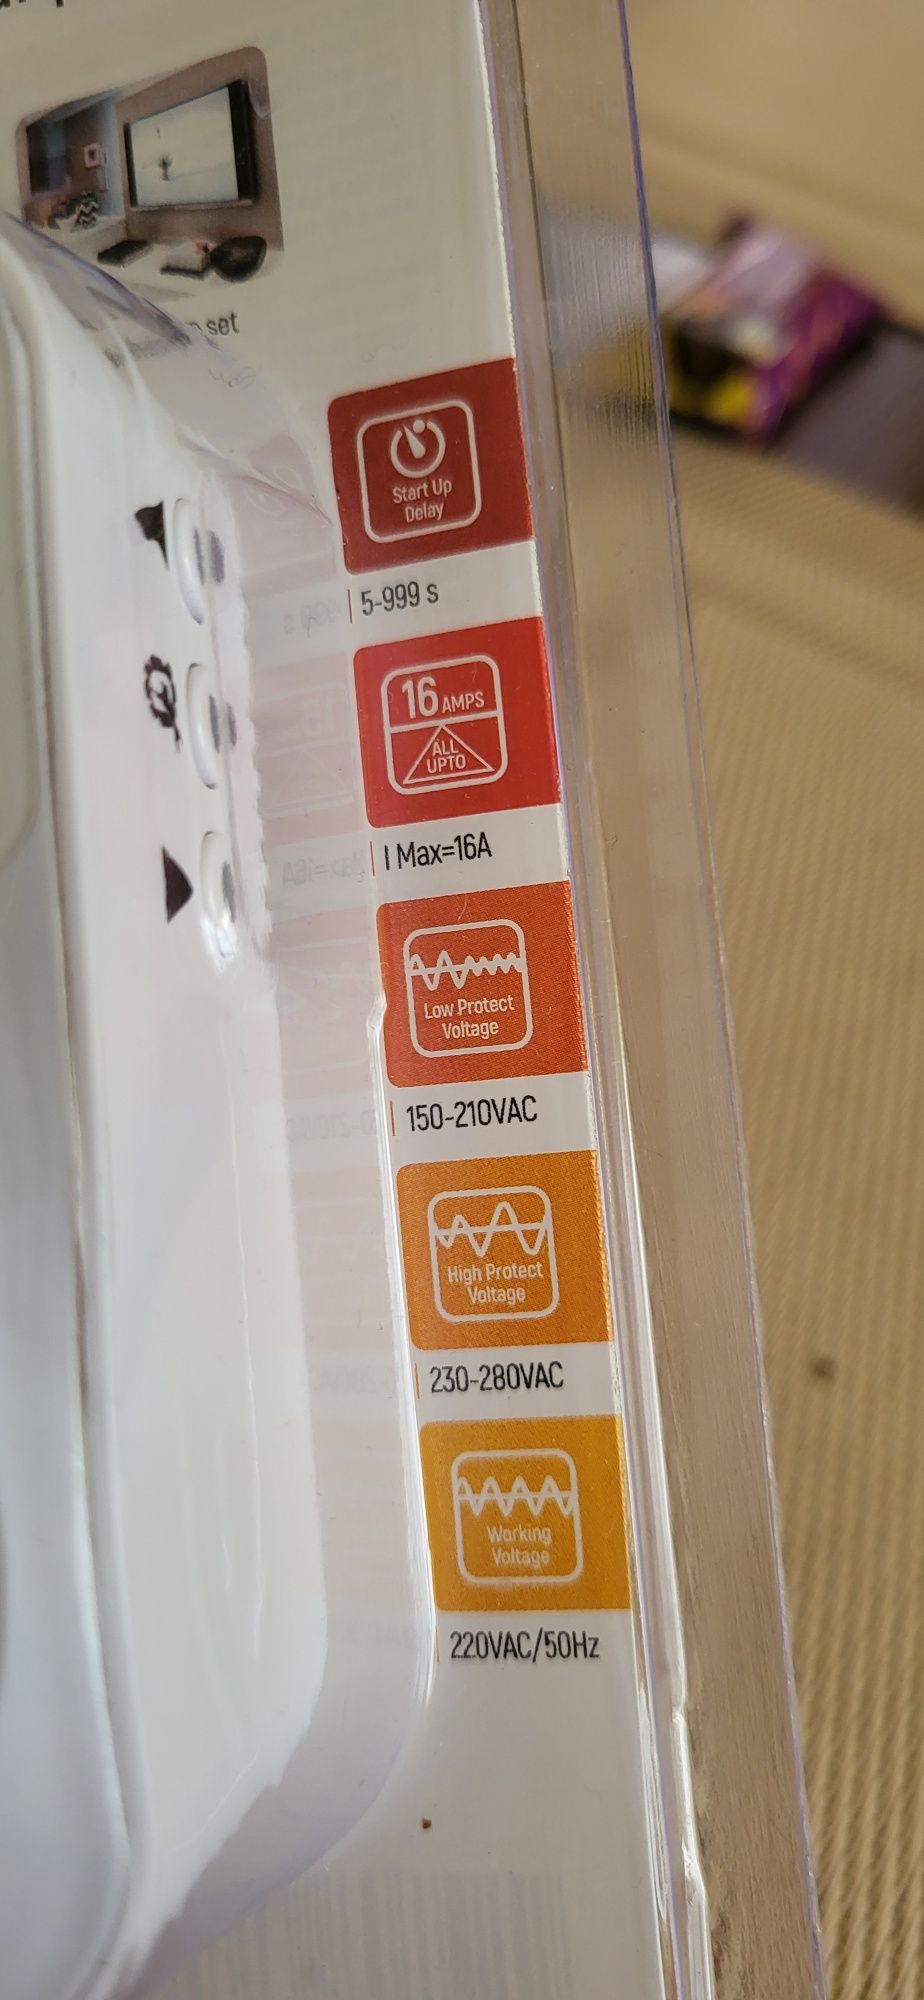 set
Start Up
Delay
5-999 s
16 AMPS
ALL
UPTO
I Max=16A
Low Protect
Voltage
150-210VAC
High Protect
Voltage
230-280VAC
Working
Voltage
220VAC/50Hz